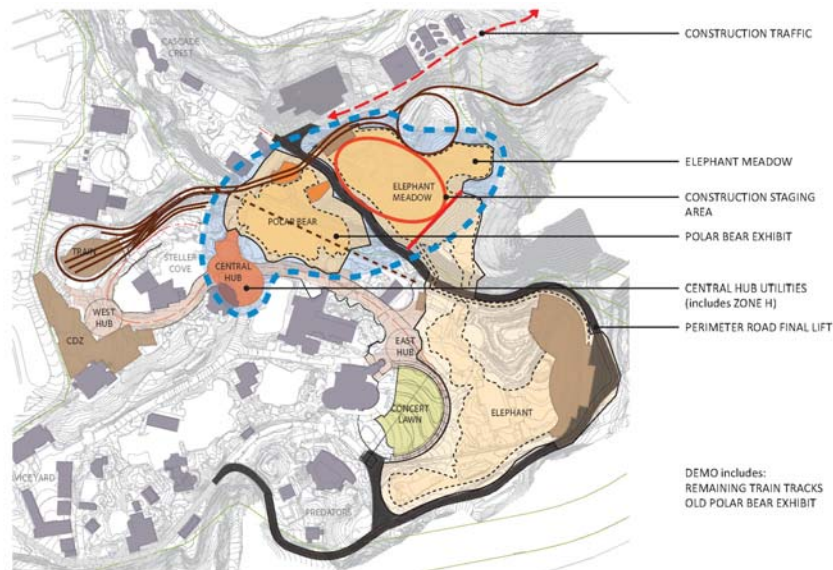 CASCADE
CREST
CONSTRUCTION TRAFFIC
ELEPHANT MEADOW
ELEPHANT
MEADOW
CONSTRUCTION STAGING
AREA
POLAR BEAR
POLAR BEAR EXHIBIT
TRAIN
STELLER
COVE
CENTRAL
HUB
CENTRAL HUB UTILITIES
(includes ZONE H)
WEST
HUB
PERIMETER ROAD FINAL LIFT
CDZ
EAST
HUB
CONCERT
LAWN
ELEPHANT
DEMO includes:
REMAINING TRAIN TRACKS
OLD POLAR BEAR EXHIBIT
VICEYARD
PREDATORS